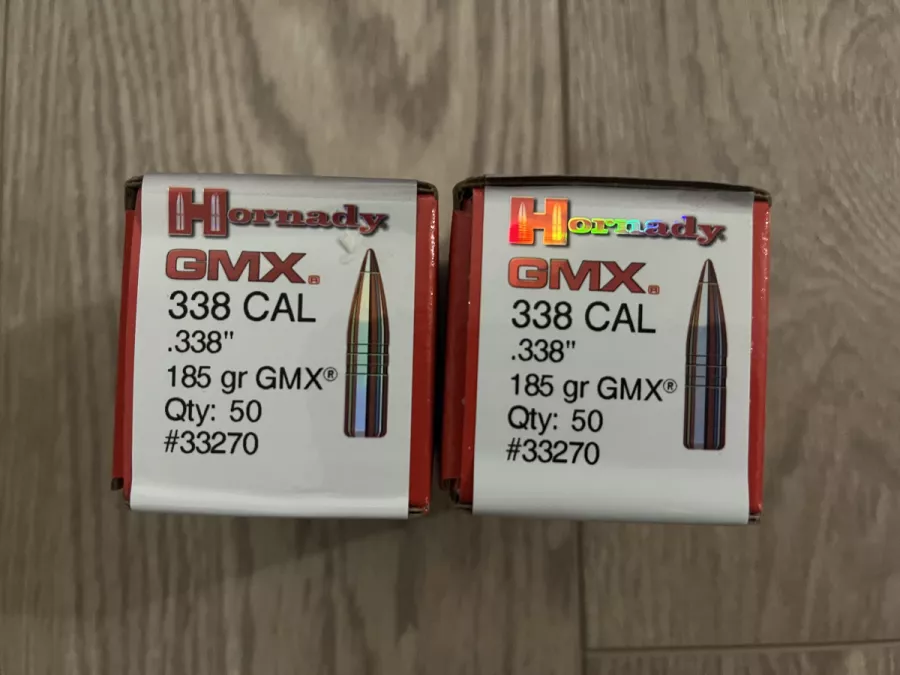 Hornady
GMX®
338 CAL
.338"
185 gr GMX®
Qty: 50
#33270
Hornady
GMX®
338 CAL
.338"
185 gr GMX®
Qty: 50
#33270